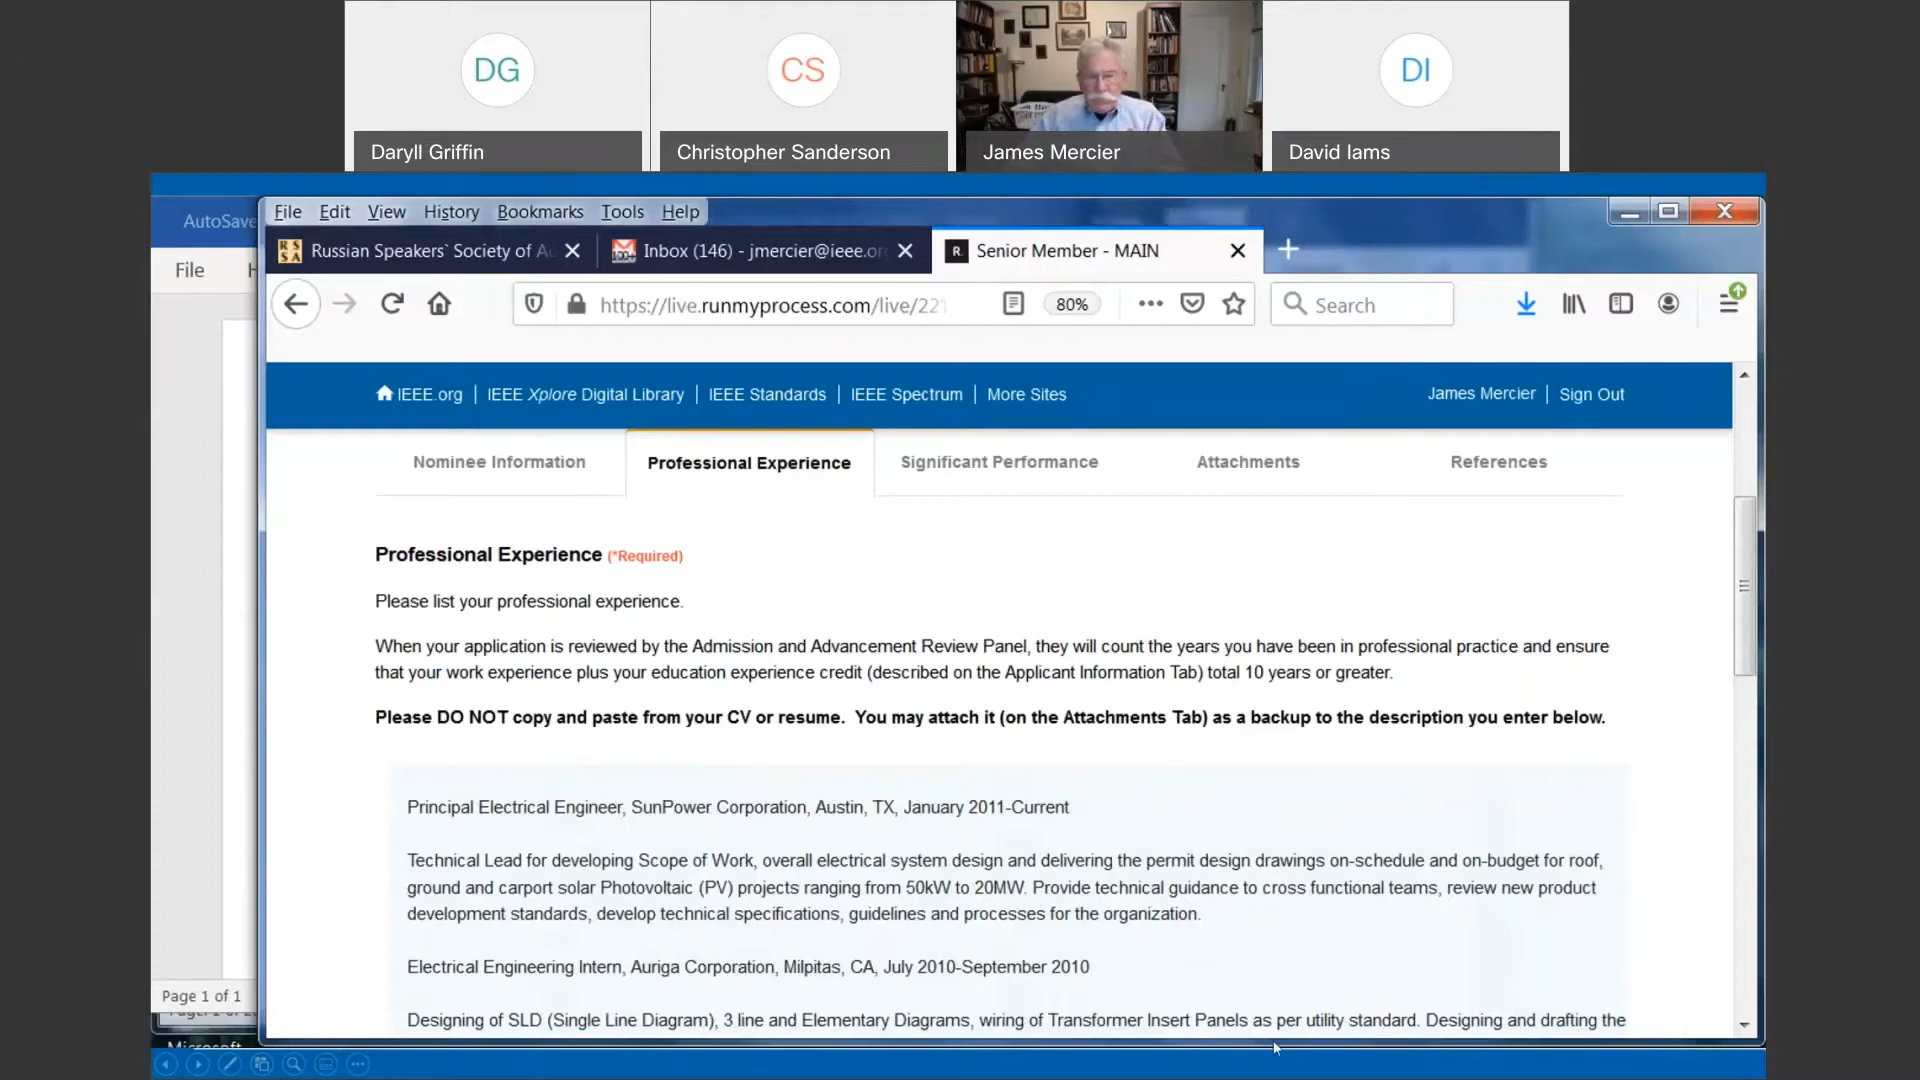 DG
CS
DI
Daryll Griffin
Christopher Sanderson
James Mercier
David Iams
AutoSave
File
File Edit View History Bookmarks Tools Help
RSSA Russian Speakers` Society of Au
100+ Inbox (146) - jmercier@ieee.or
R. Senior Member - MAIN
https://live.runmyprocess.com/live/22
80%
Search
IEEE.org | IEEE Xplore Digital Library | IEEE Standards | IEEE Spectrum | More Sites
James Mercier | Sign Out
Nominee Information
Professional Experience
Significant Performance
Attachments
References
Professional Experience (*Required)
Please list your professional experience.
When your application is reviewed by the Admission and Advancement Review Panel, they will count the years you have been in professional practice and ensure
that your work experience plus your education experience credit (described on the Applicant Information Tab) total 10 years or greater.
Please DO NOT copy and paste from your CV or resume. You may attach it (on the Attachments Tab) as a backup to the description you enter below.
Principal Electrical Engineer, SunPower Corporation, Austin, TX, January 2011-Current
Technical Lead for developing Scope of Work, overall electrical system design and delivering the permit design drawings on-schedule and on-budget for roof,
ground and carport solar Photovoltaic (PV) projects ranging from 50kW to 20MW. Provide technical guidance to cross functional teams, review new product
development standards, develop technical specifications, guidelines and processes for the organization.
Electrical Engineering Intern, Auriga Corporation, Milpitas, CA, July 2010-September 2010
Designing of SLD (Single Line Diagram), 3 line and Elementary Diagrams, wiring of Transformer Insert Panels as per utility standard. Designing and drafting the
Page 1 of 1
Microsoft